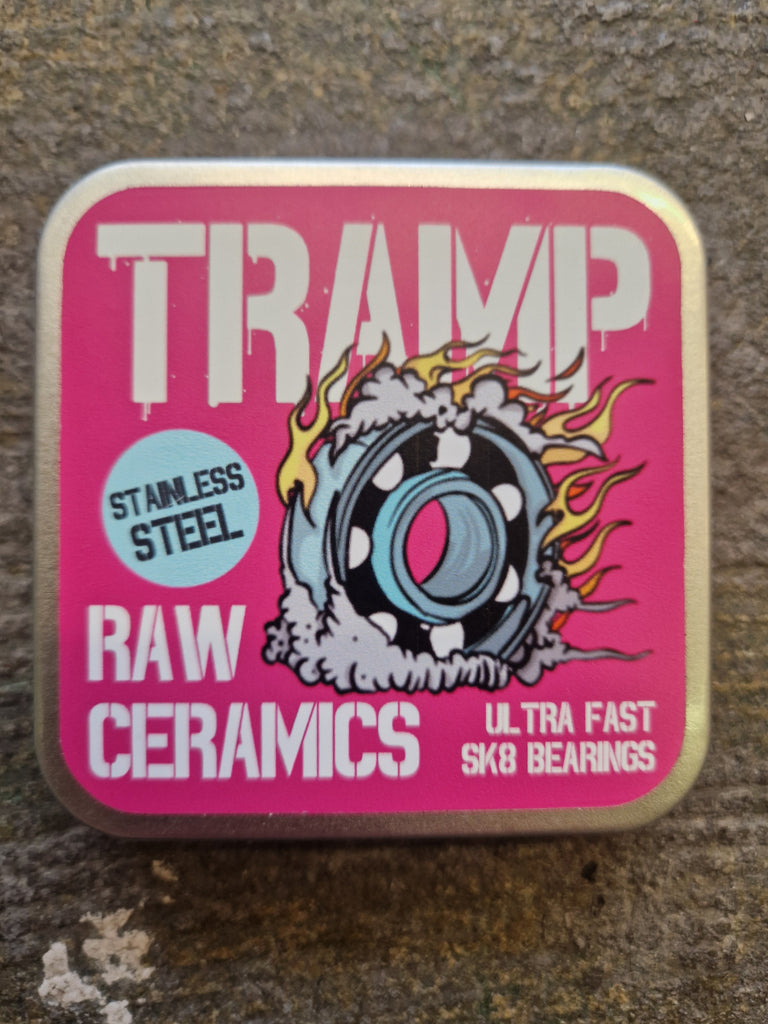 TRAMP
STAINLESS
STEEL
RAW
CERAMICS
ULTRA FAST
SK8 BEARINGS